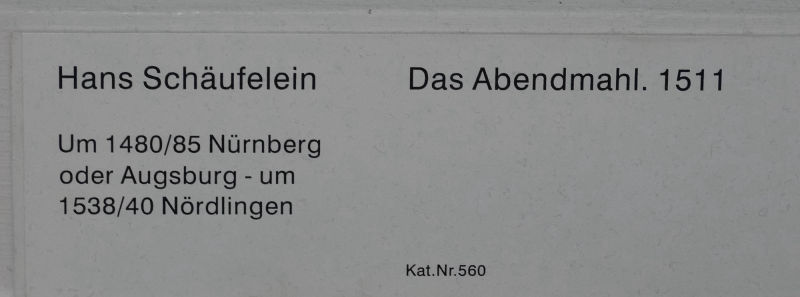 Hans Schäufelein
Das Abendmahl. 1511
Um 1480/85 Nürnberg
oder Augsburg - um
1538/40 Nördlingen
Kat.Nr.560